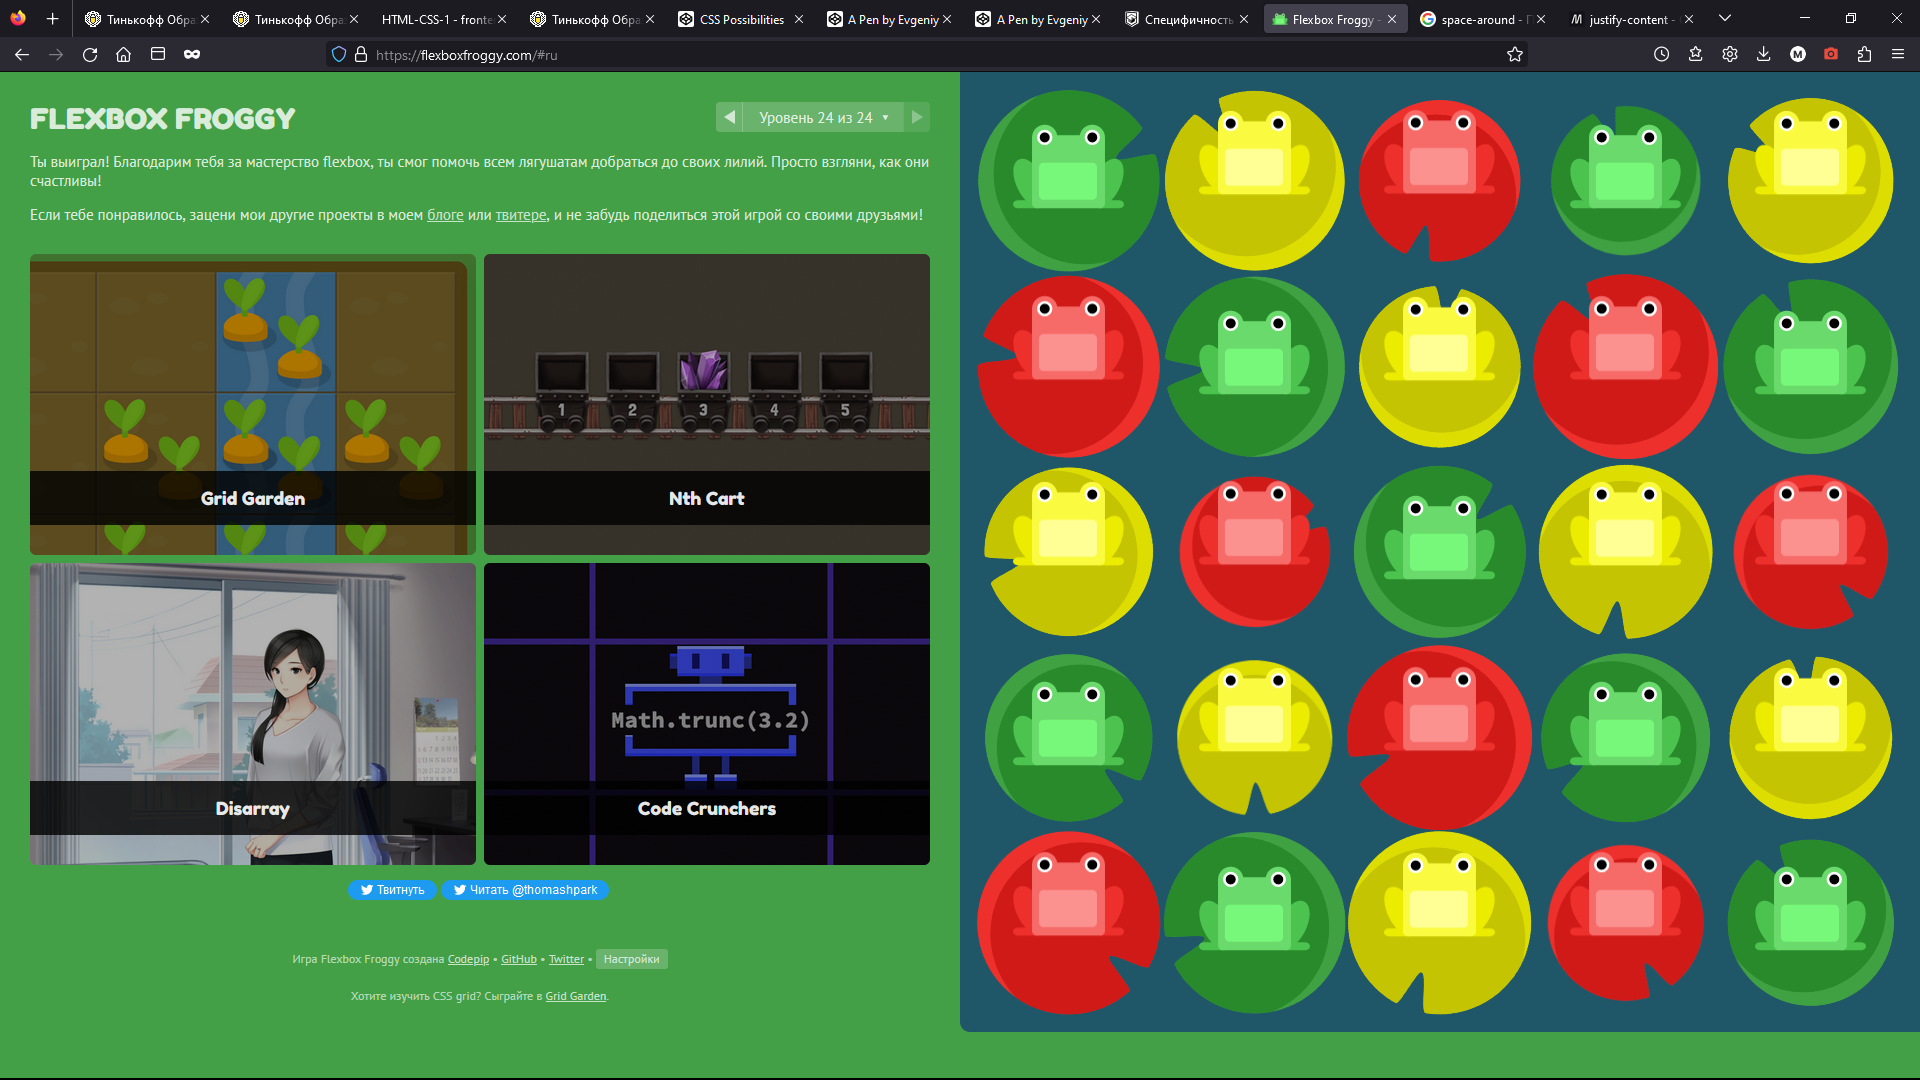 Тинькофф Обра
Тинькофф Обра
HTML-CSS-1 - fronte
Тинькофф Обра
CSS Possibilities
A Pen by Evgeniy
A Pen by Evgeniy
Специфичность
Flexbox Froggy -
space-around - П
justify-content -
https://flexboxfroggy.com/#ru
FLEXBOX FROGGY
Уровень 24 из 24
Ты выиграл! Благодарим тебя за мастерство flexbox, ты смог помочь всем лягушатам добраться до своих лилий. Просто взгляни, как они
счастливы!
Если тебе понравилось, зацени мои другие проекты в моем блоге или твитере, и не забудь поделиться этой игрой со своими друзьями!
Grid Garden
1 2 3 4 5
Nth Cart
Disarray
Math.trunc(3.2)
Code Crunchers
Твитнуть
Читать @thomashpark
Игра Flexbox Froggy создана Codepip • GitHub • Twitter • Настройки
Хотите изучить CSS grid? Сыграйте в Grid Garden.